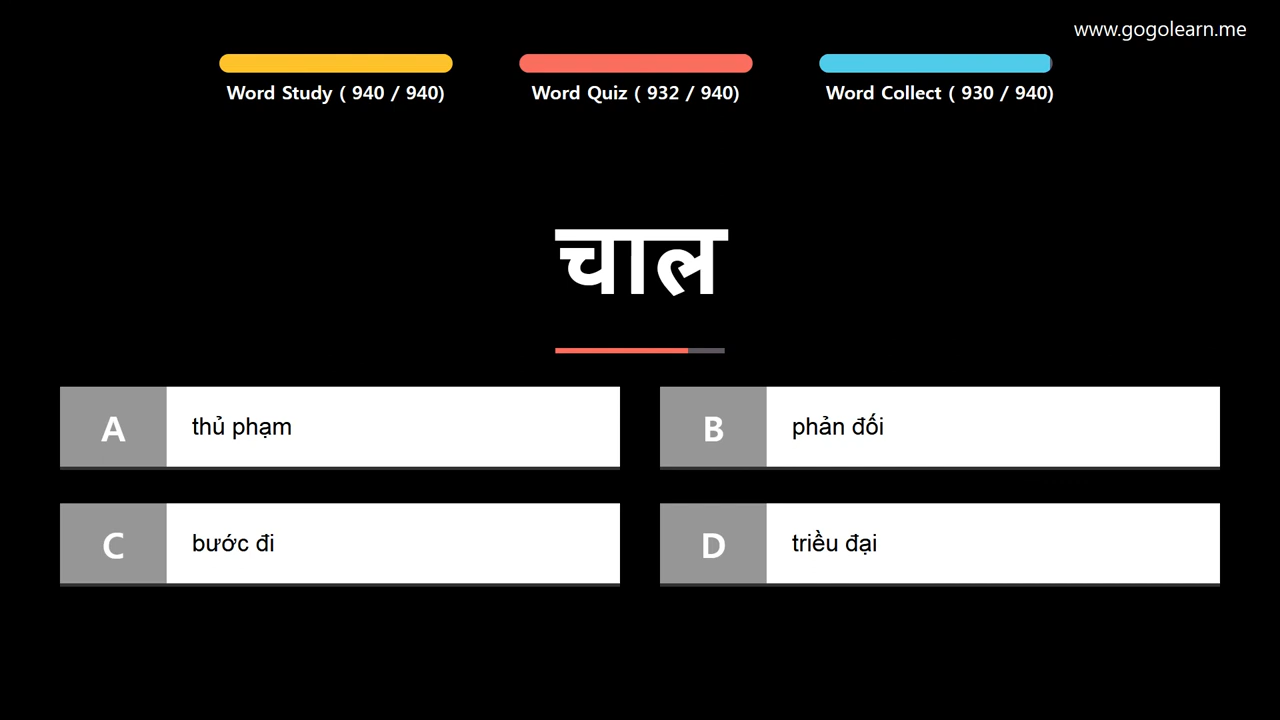 www.gogolearn.me
Word Study ( 940 / 940)
Word Quiz ( 932 / 940)
Word Collect ( 930 / 940)
चाल
A
thủ phạm
B
phản đối
C
bước đi
D
triều đại